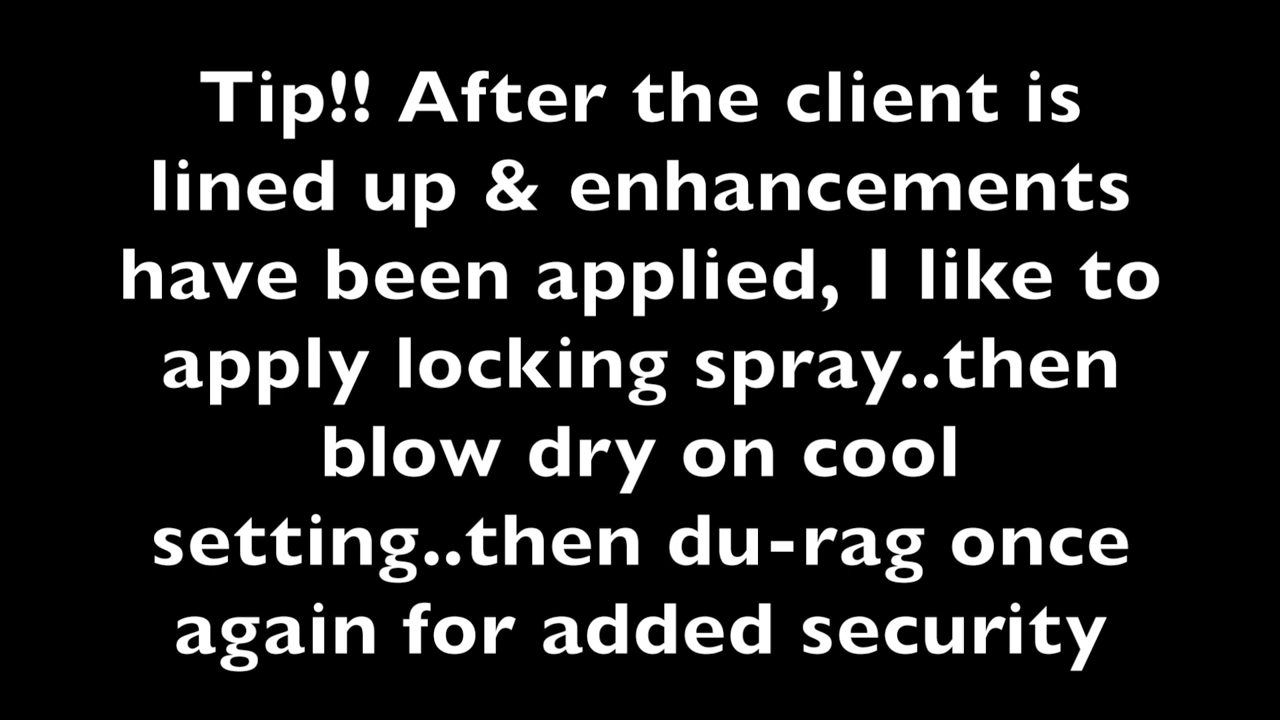 Tip!! After the client is
lined up & enhancements
have been applied, I like to
apply locking spray..then
blow dry on cool
setting..then du-rag once
again for added security